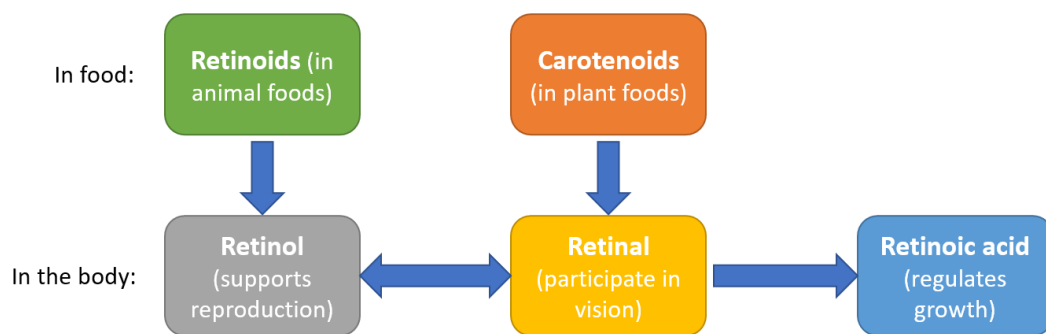 In food:
Retinoids (in
animal foods)
Carotenoids
(in plant foods)
In the body:
Retinol
(supports
reproduction)
Retinal
(participate in
vision)
Retinoic acid
(regulates
growth)